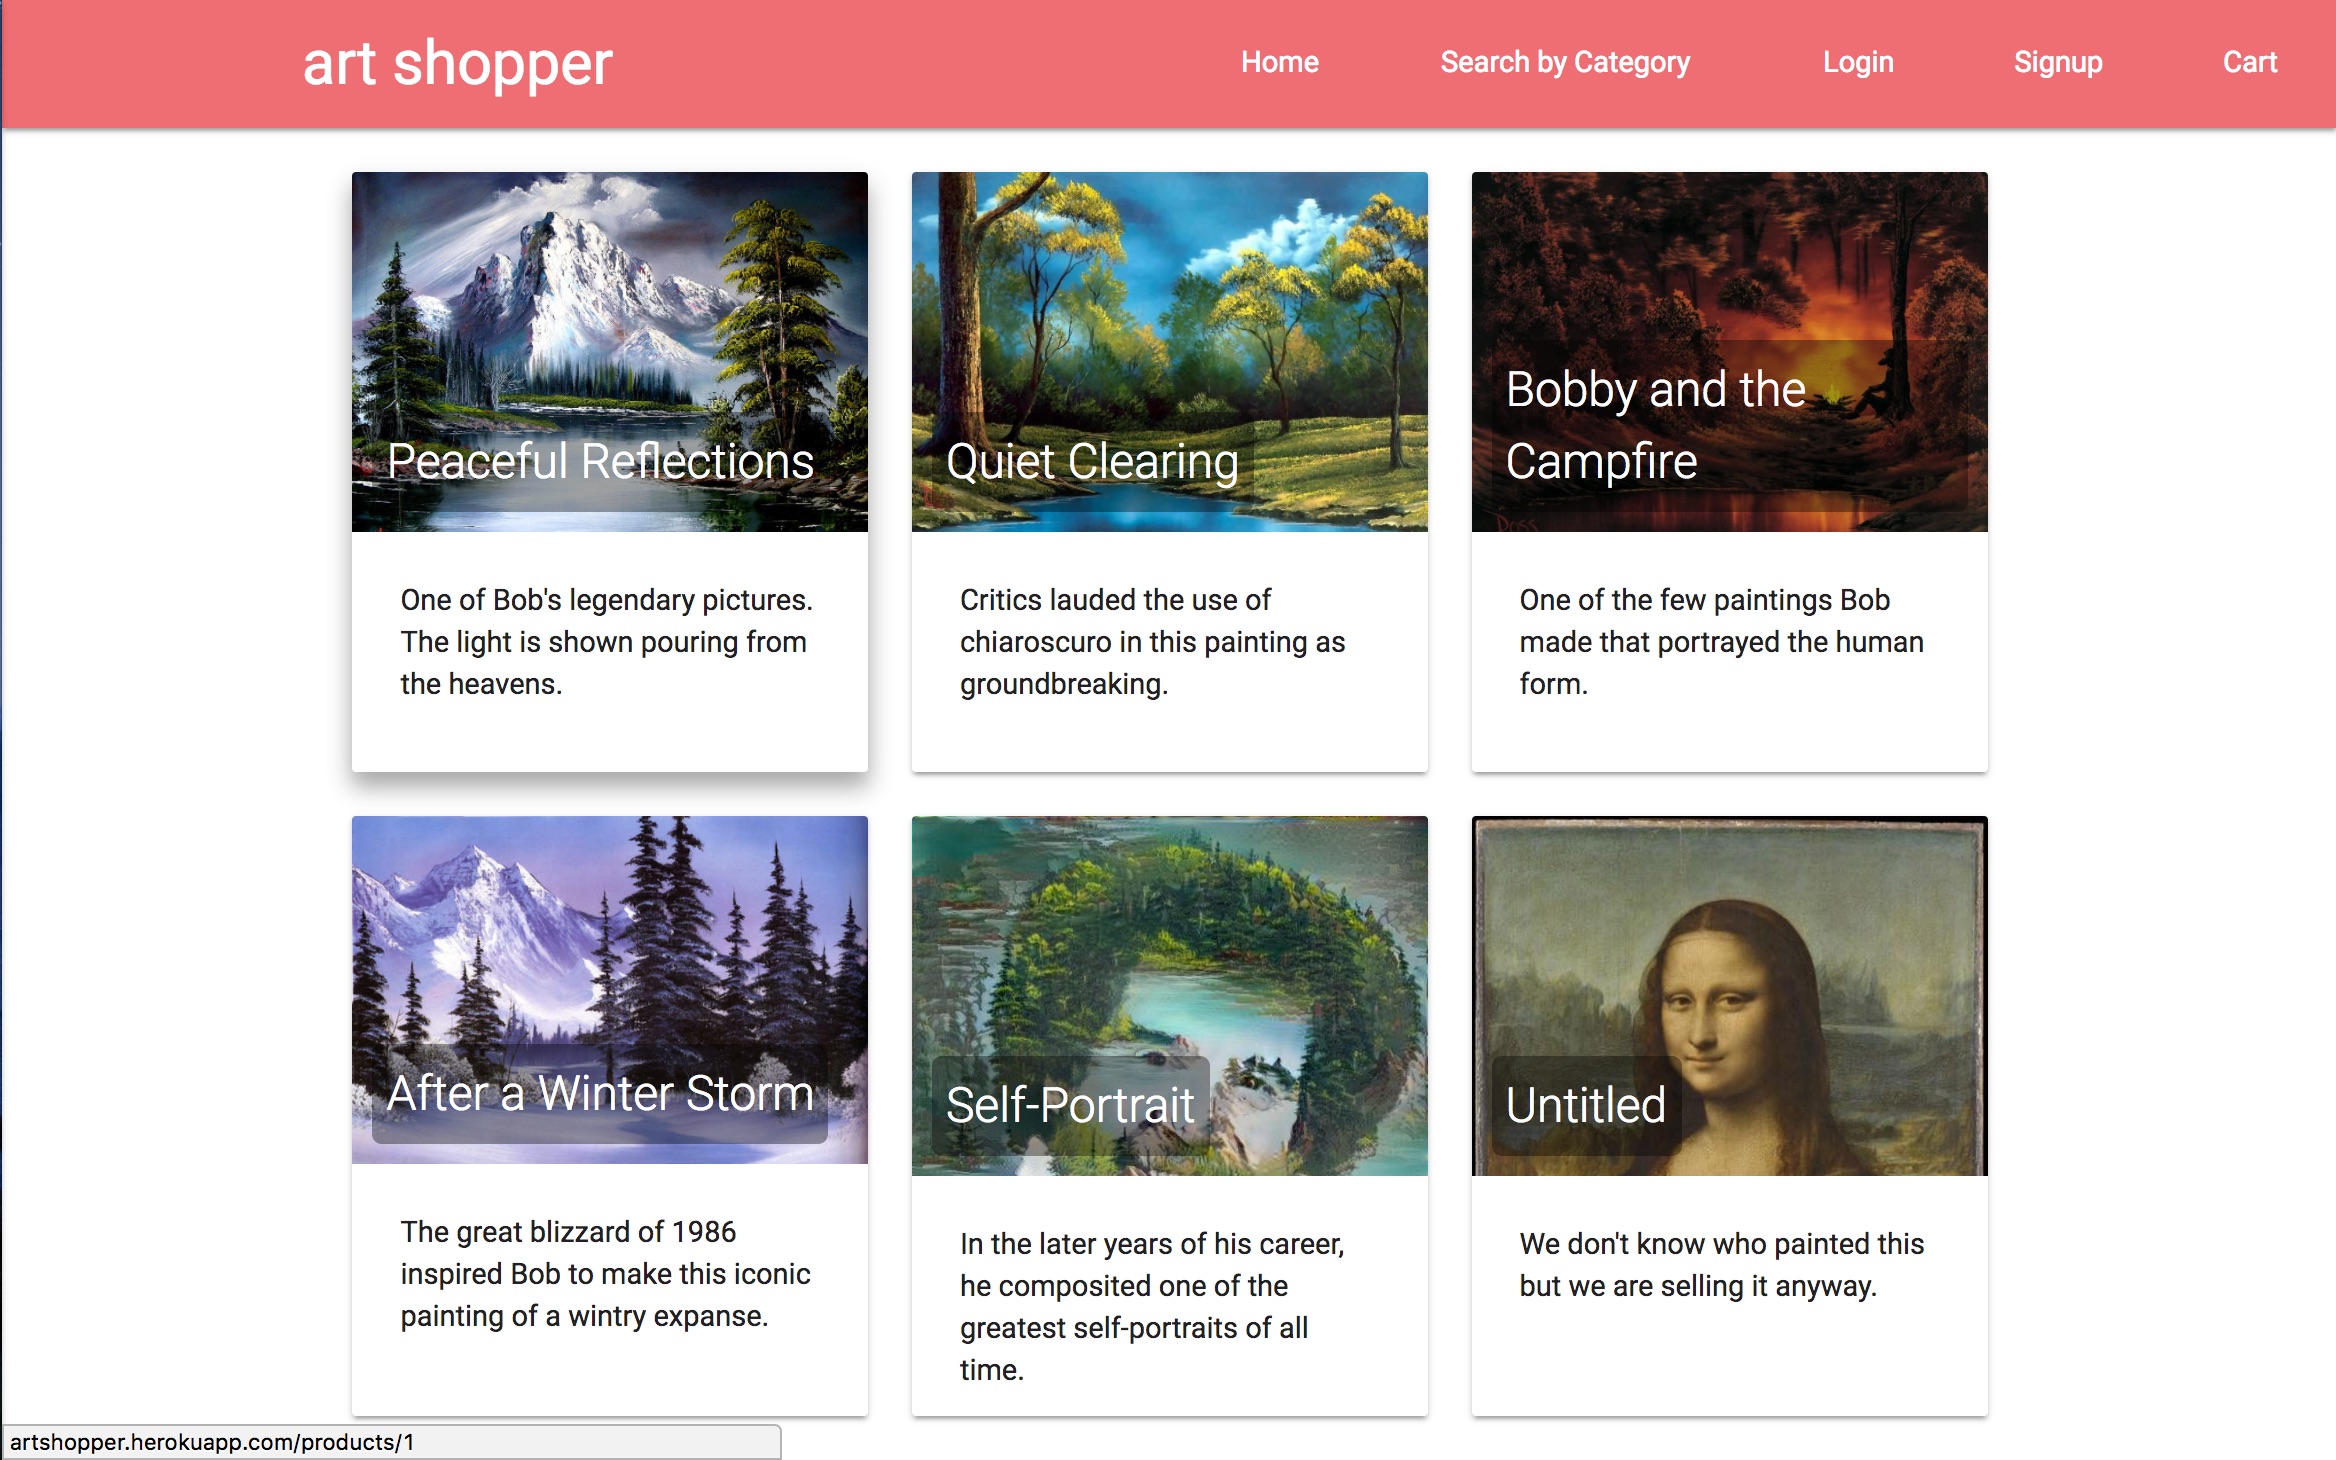 art shopper
Home
Search by Category
Login
Signup
Cart
Peaceful Reflections
One of Bob's legendary pictures.
The light is shown pouring from
the heavens.
Quiet Clearing
Critics lauded the use of
chiaroscuro in this painting as
groundbreaking.
Bobby and the
Campfire
Ross
One of the few paintings Bob
made that portrayed the human
form.
After a Winter Storm
The great blizzard of 1986
inspired Bob to make this iconic
painting of a wintry expanse.
Self-Portrait
In the later years of his career,
he composited one of the
greatest self-portraits of all
time.
Untitled
We don't know who painted this
but we are selling it anyway.
artshopper.herokuapp.com/products/1